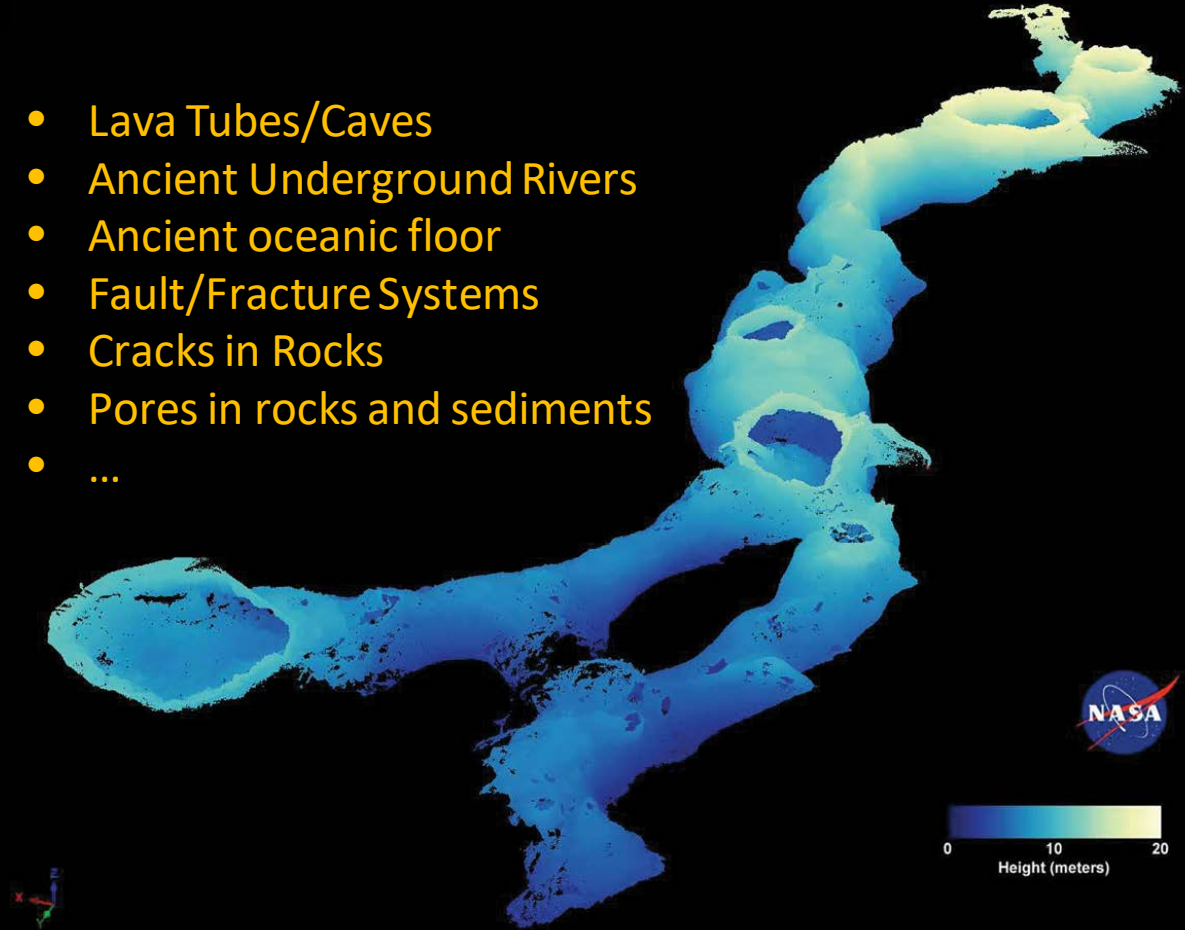 • Lava Tubes/Caves
• Ancient Underground Rivers
• Ancient oceanic floor
• Fault/Fracture Systems
• Cracks in Rocks
• Pores in rocks and sediments
• ...
NASA
0 10 20
Height (meters)
Z
X
Y